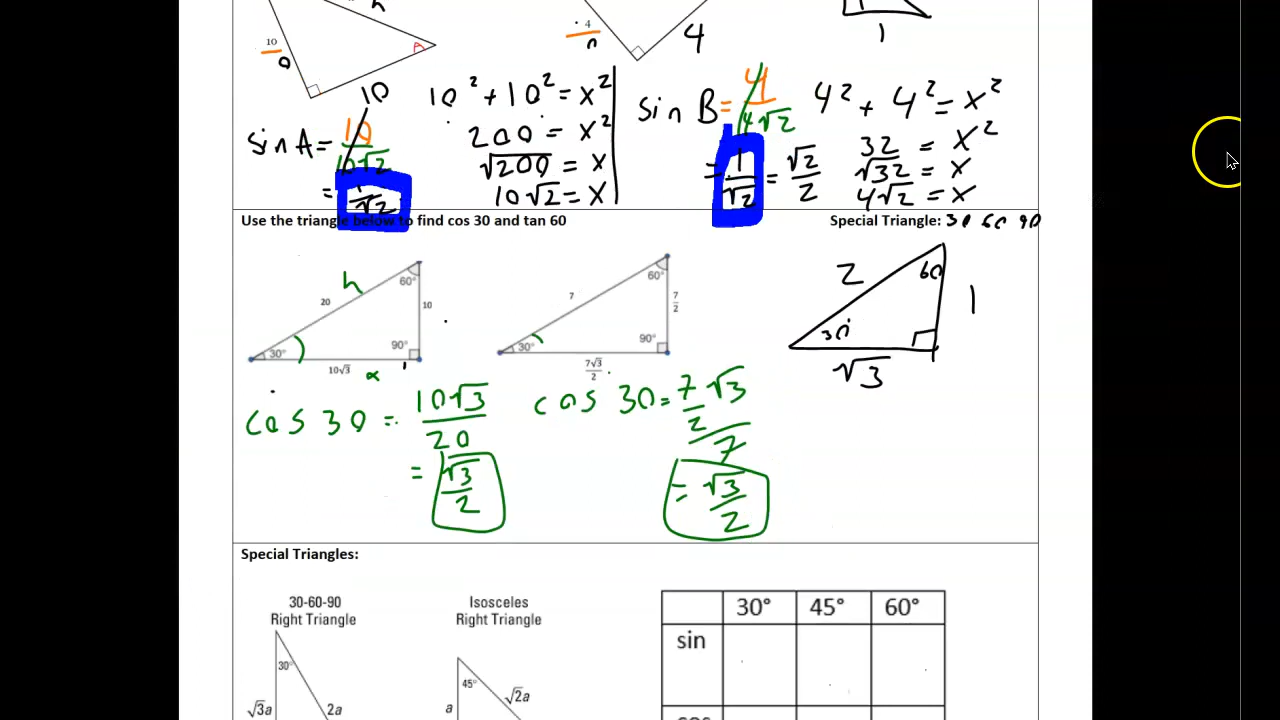 h
10
o
A
4
o
4
1
10
sin A = 10 / 10√2
= 1/√2
10² + 10² = x²
200 = x²
√200 = x
10√2 = x
sin B = 4 / 4√2
= 1/√2 = √2/2
4² + 4² = x²
32 = x²
√32 = x
4√2 = x
Use the triangle below to find cos 30 and tan 60
Special Triangle: 30 60 90
h
20
60°
10
30°
90°
10√3
a
7
60°
7/2
30°
90°
7√3/2
2
60
1
30
√3
cos 30 = 10√3 / 20
= √3/2
cos 30 = 7/2 √3 / 7
= √3/2
Special Triangles:
30-60-90
Right Triangle
30°
√3a
2a
Isosceles
Right Triangle
45°
a
√2a
30° 45° 60°
sin